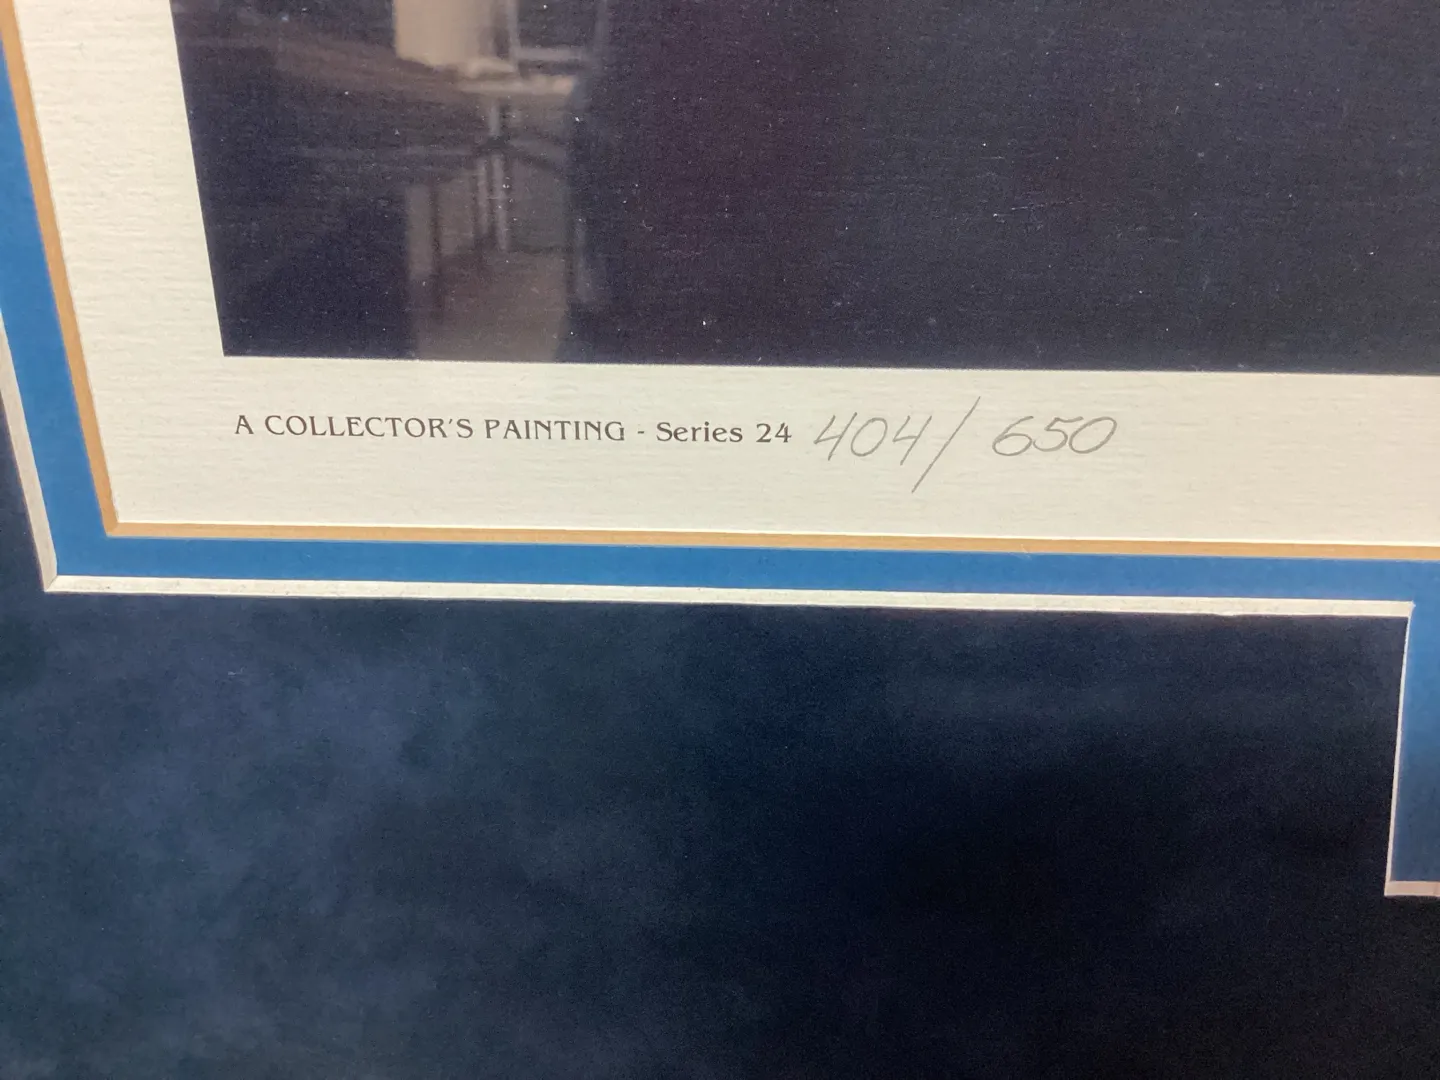 A COLLECTOR'S PAINTING - Series 24 404/650